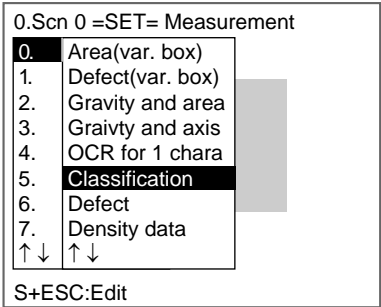 0.Scn 0 =SET= Measurement
0. Area(var. box)
1. Defect(var. box)
2. Gravity and area
3. Graivty and axis
4. OCR for 1 chara
5. Classification
6. Defect
7. Density data
↑↓ ↑↓
S+ESC:Edit